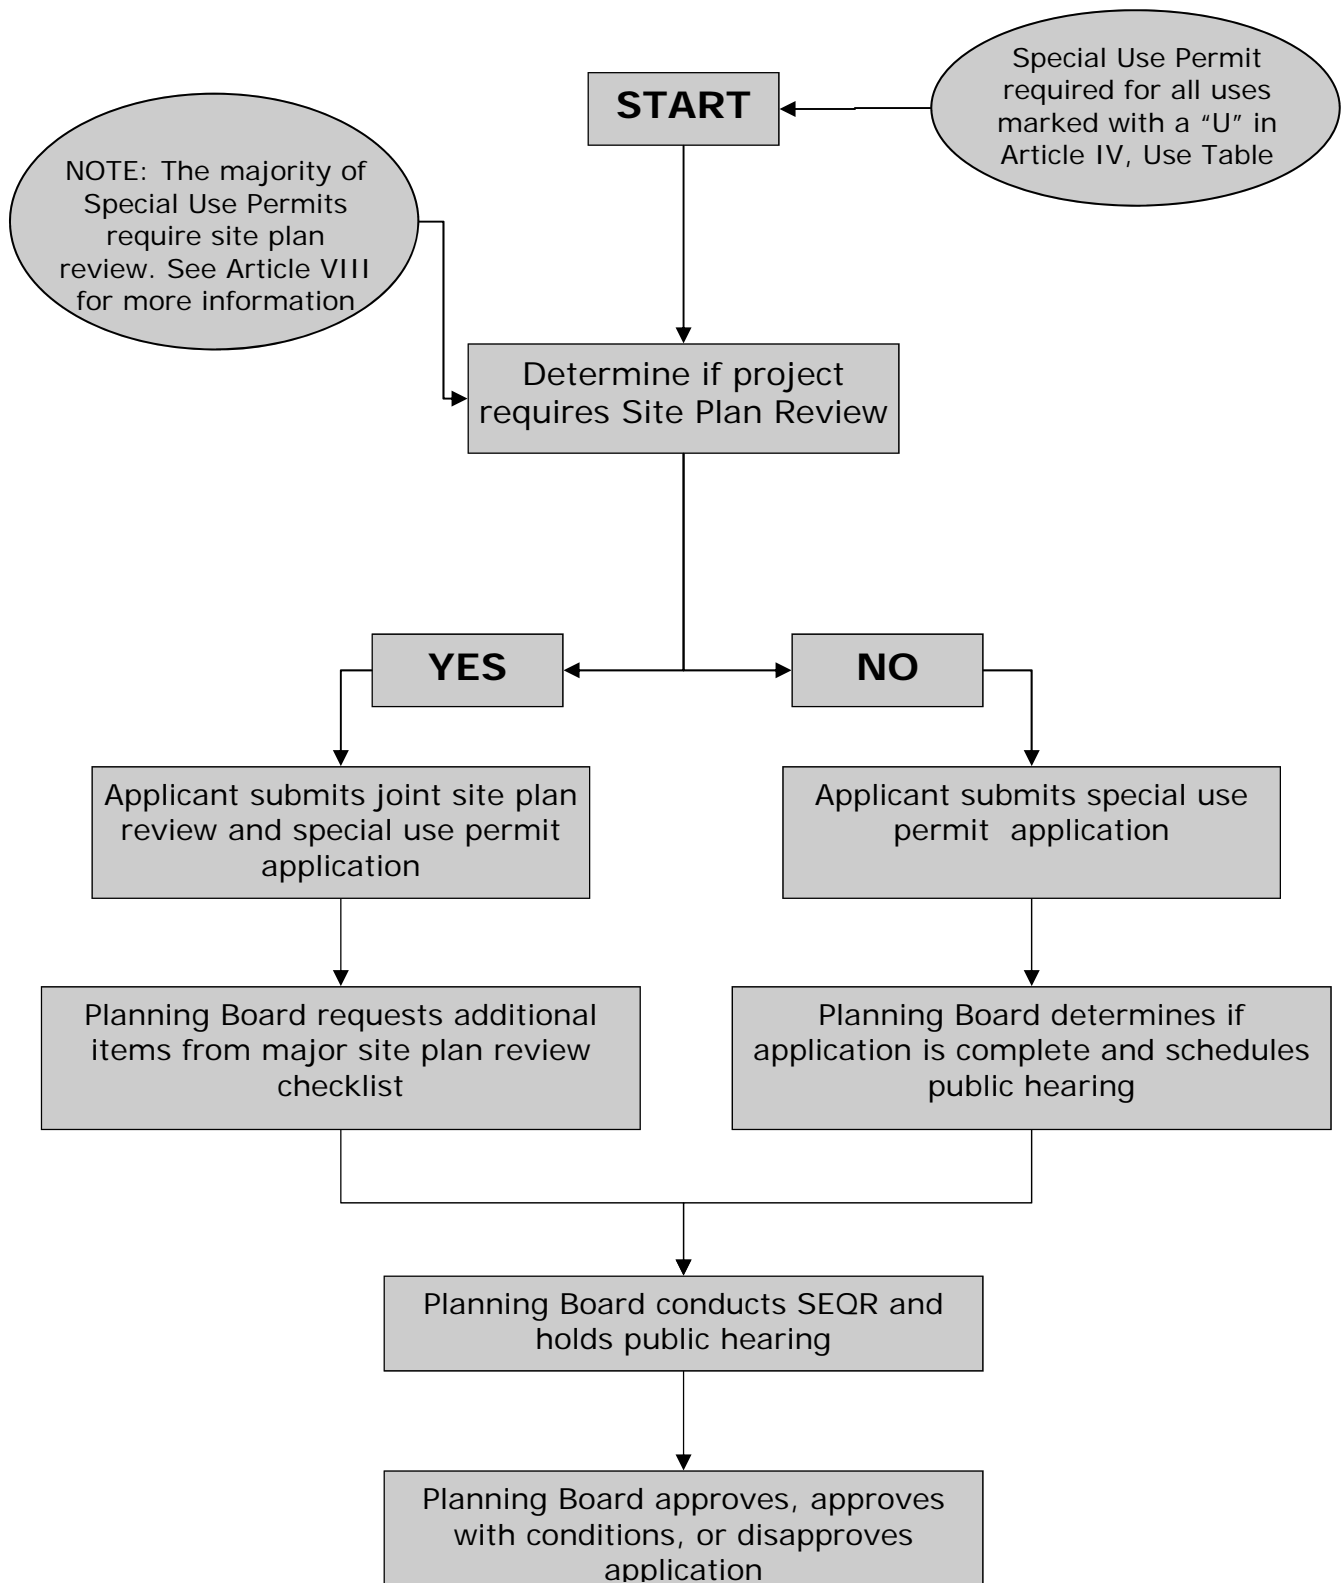 Special Use Permit
required for all uses
marked with a “U” in
Article IV, Use Table
START
NOTE: The majority of
Special Use Permits
require site plan
review. See Article VIII
for more information
Determine if project
requires Site Plan Review
YES
NO
Applicant submits joint site plan
review and special use permit
application
Applicant submits special use
permit application
Planning Board requests additional
items from major site plan review
checklist
Planning Board determines if
application is complete and schedules
public hearing
Planning Board conducts SEQR and
holds public hearing
Planning Board approves, approves
with conditions, or disapproves
application